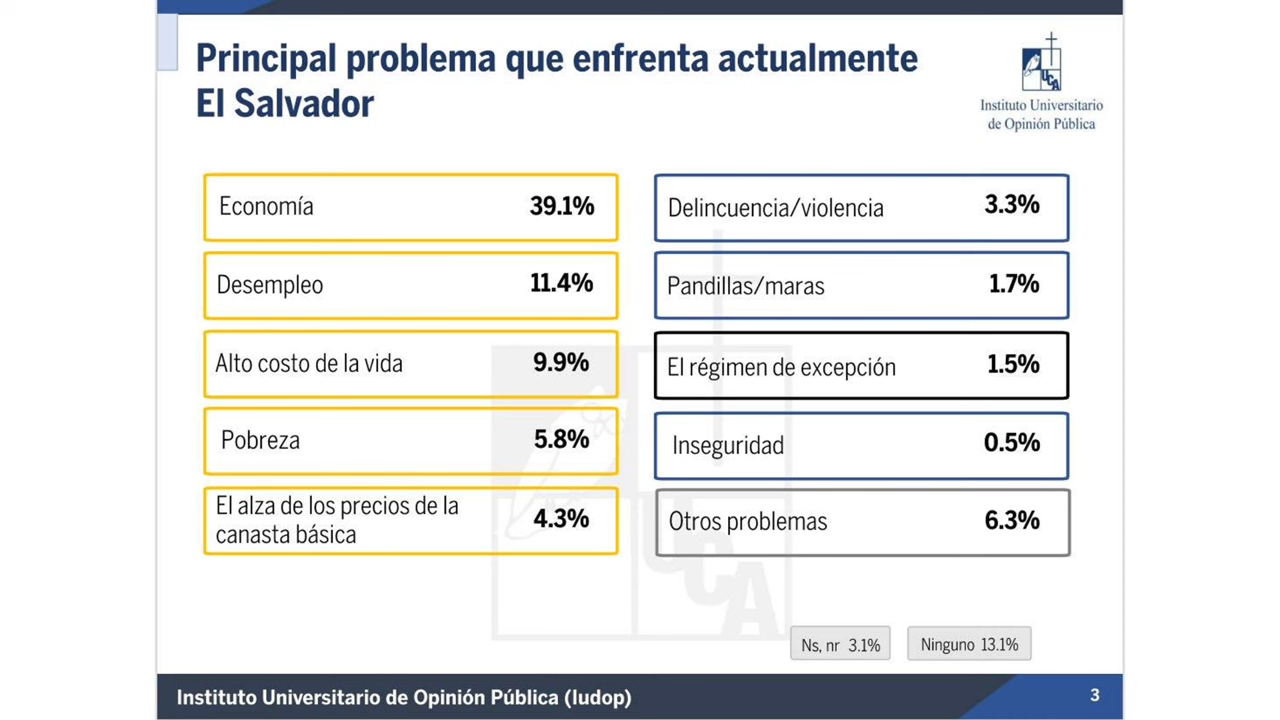 Principal problema que enfrenta actualmente
El Salvador
UCA
Instituto Universitario
de Opinión Pública
Economía 39.1%
Desempleo 11.4%
Alto costo de la vida 9.9%
Pobreza 5.8%
El alza de los precios de la
canasta básica 4.3%
Delincuencia/violencia 3.3%
Pandillas/maras 1.7%
El régimen de excepción 1.5%
Inseguridad 0.5%
Otros problemas 6.3%
UCA
Ns, nr 3.1% Ninguno 13.1%
Instituto Universitario de Opinión Pública (Iudop) 3